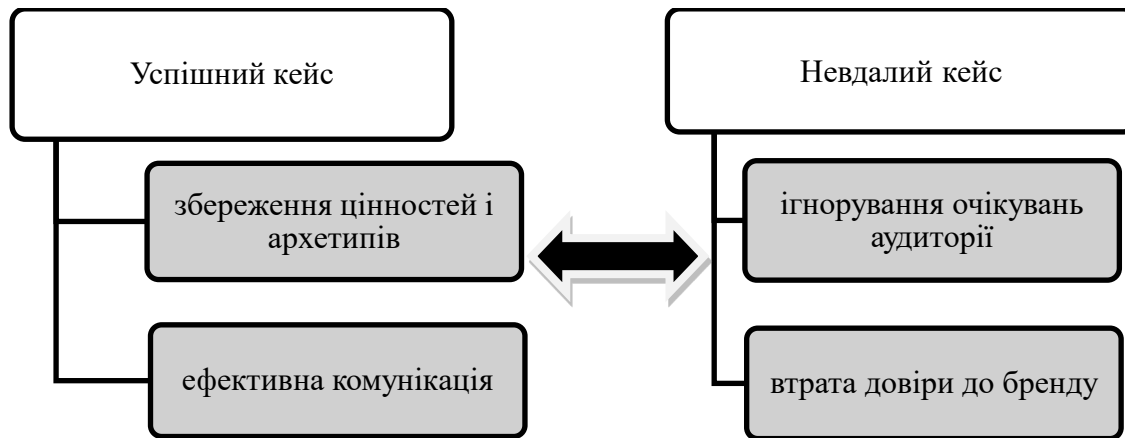 Успішний кейс
збереження цінностей і
архетипів
ефективна комунікація
Невдалий кейс
ігнорування очікувань
аудиторії
втрата довіри до бренду